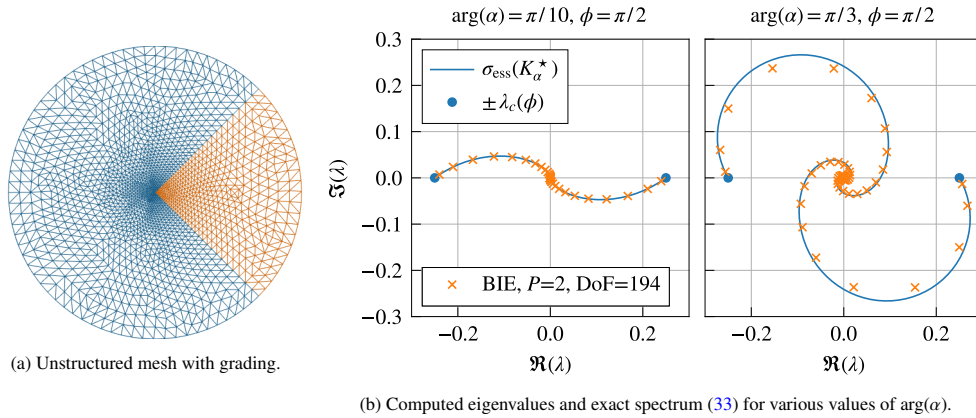 (a) Unstructured mesh with grading.
arg(α) = π/10, ϕ = π/2
arg(α) = π/3, ϕ = π/2
0.3
0.2
0.1
0.0
−0.1
−0.2
−0.3
ℑ(λ)
σess(K⋆α)
±λc(ϕ)
BIE, P=2, DoF=194
−0.2
0.0
0.2
ℜ(λ)
−0.2
0.0
0.2
ℜ(λ)
(b) Computed eigenvalues and exact spectrum (33) for various values of arg(α).